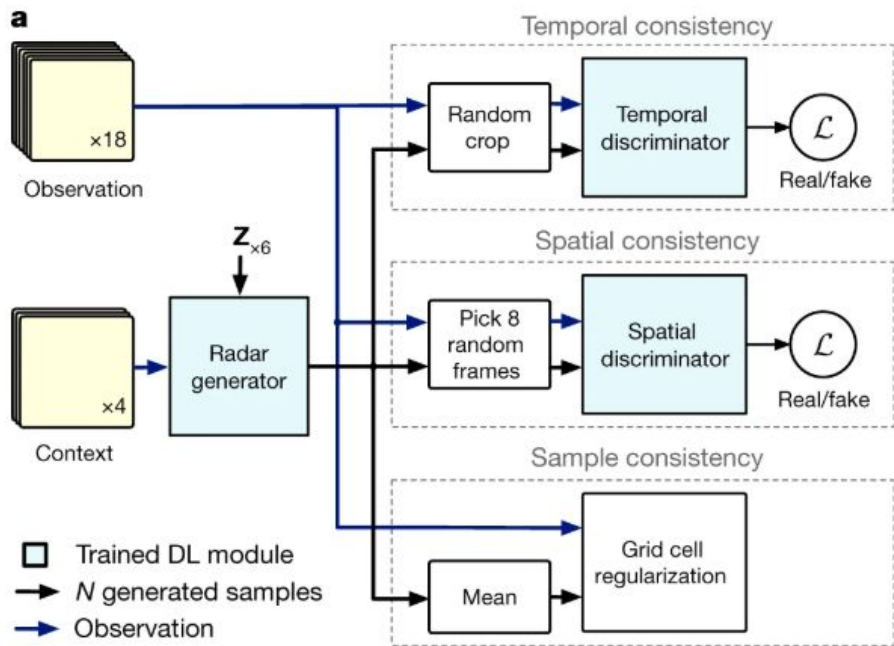 a
Temporal consistency
×18
Observation
Random
crop
Temporal
discriminator
ℒ
Real/fake
Spatial consistency
Z×6
Context
×4
Radar
generator
Pick 8
random
frames
Spatial
discriminator
ℒ
Real/fake
Sample consistency
Mean
Grid cell
regularization
Trained DL module
N generated samples
Observation